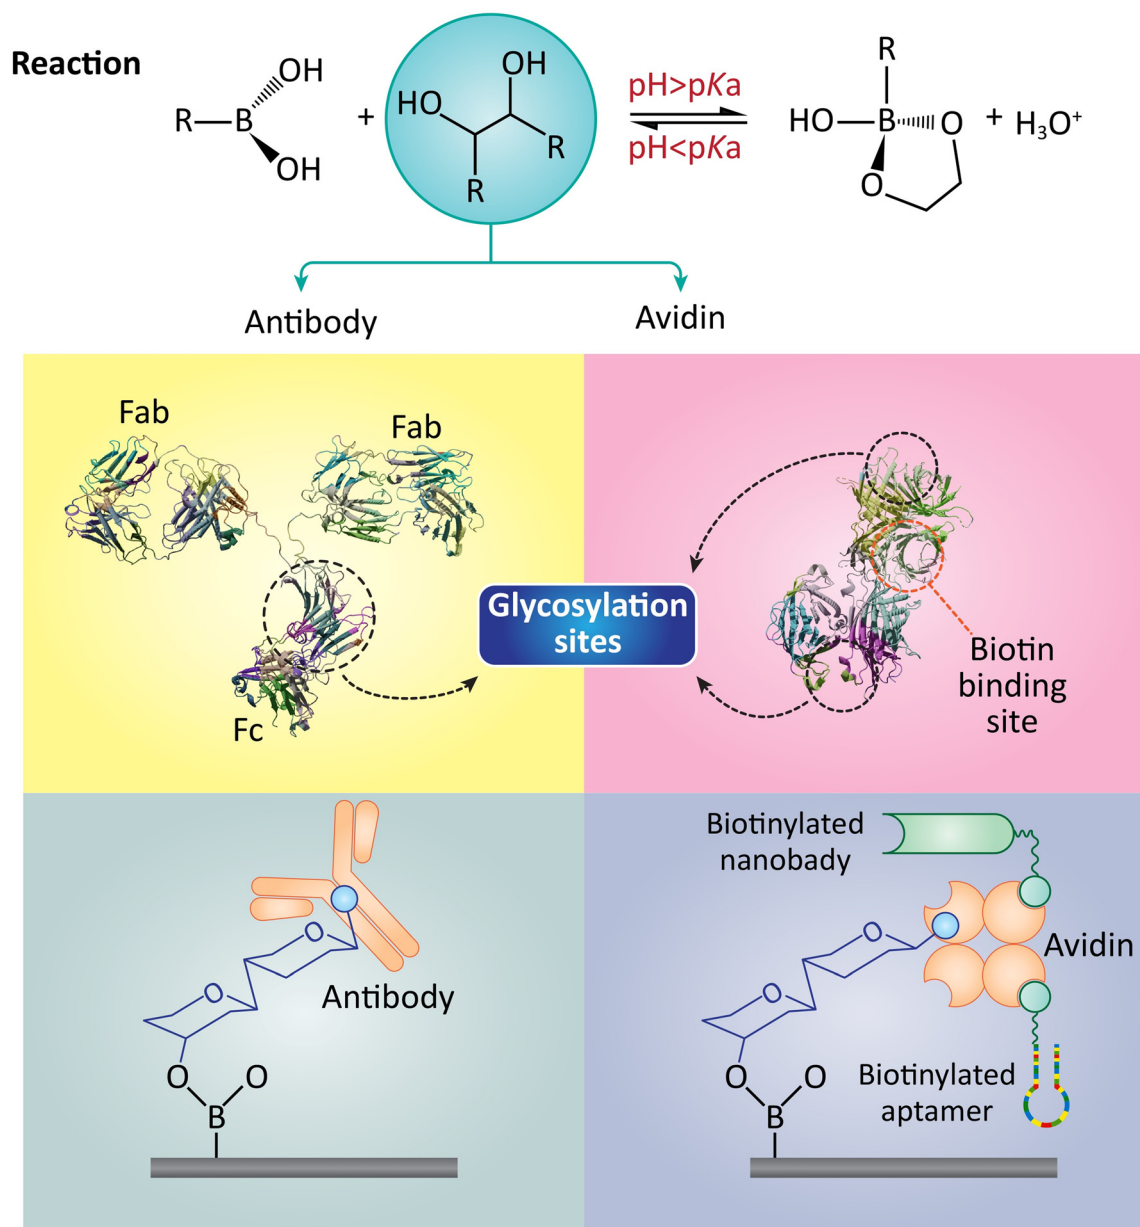 Reaction
R
B
OH
OH
+
HO
OH
R
R
pH>pKa
pH<pKa
R
HO
B
O
O
+ H₃O⁺
Antibody
Avidin
Fab
Fab
Fc
Glycosylation
sites
Biotin
binding
site
Biotinylated
nanobady
Avidin
Biotinylated
aptamer
Antibody
O
O
O
O
B
O
O
O
O
B